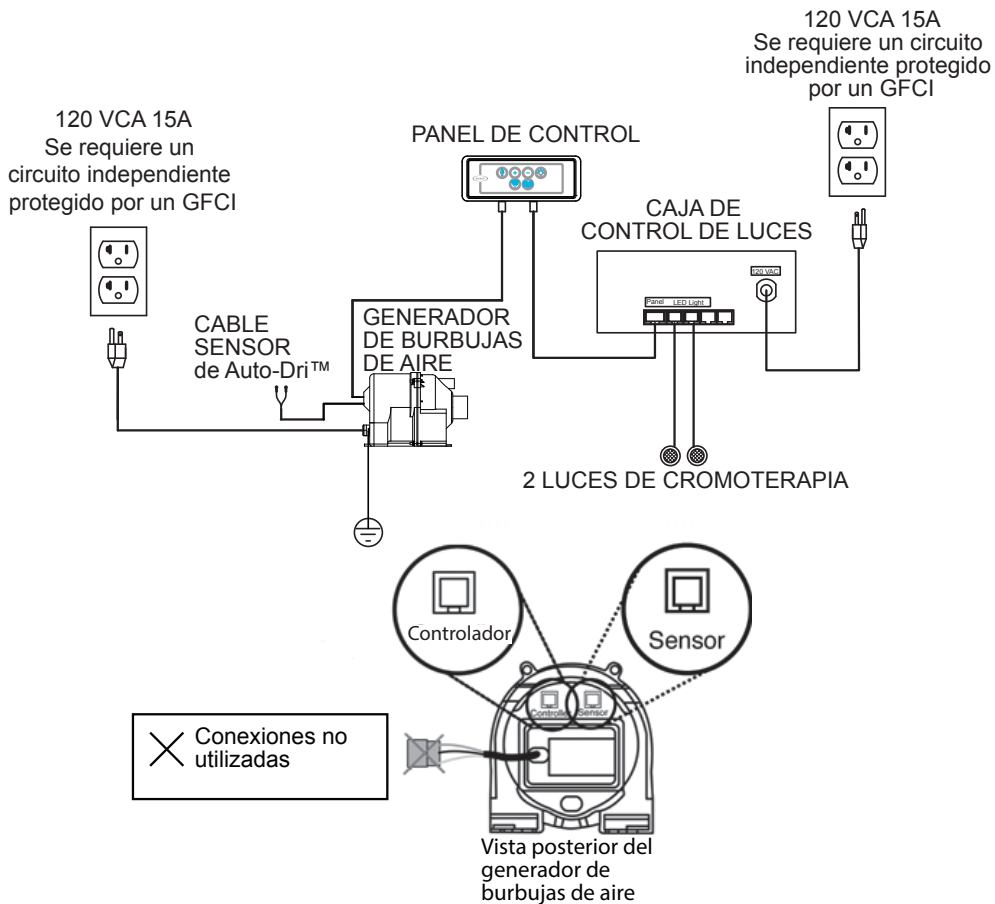 120 VCA 15A
Se requiere un circuito
independiente protegido
por un GFCI
120 VCA 15A
Se requiere un
circuito independiente
protegido por un GFCI
PANEL DE CONTROL
CAJA DE
CONTROL DE LUCES
120 VAC
Panel LED Light
CABLE
SENSOR
de Auto-Dri™
GENERADOR
DE BURBUJAS
DE AIRE
2 LUCES DE CROMOTERAPIA
Controlador
Sensor
Controller Sensor
Conexiones no
utilizadas
Vista posterior del
generador de
burbujas de aire